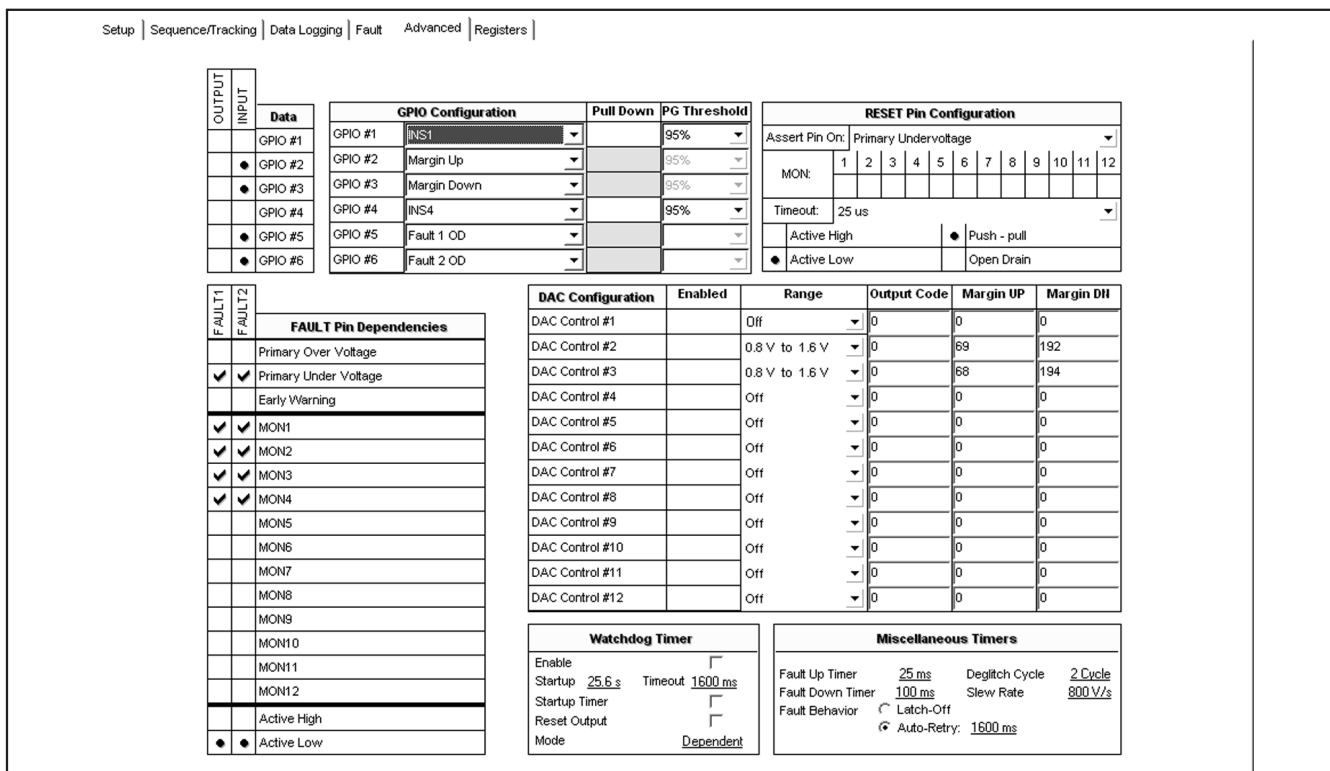 Setup Sequence/Tracking Data Logging Fault Advanced Registers
OUTPUT INPUT Data
GPIO #1
GPIO #2
GPIO #3
GPIO #4
GPIO #5
GPIO #6
GPIO Configuration Pull Down PG Threshold
GPIO #1 INS1 95%
GPIO #2 Margin Up 95%
GPIO #3 Margin Down 95%
GPIO #4 INS4 95%
GPIO #5 Fault 1 OD
GPIO #6 Fault 2 OD
RESET Pin Configuration
Assert Pin On: Primary Undervoltage
MON: 1 2 3 4 5 6 7 8 9 10 11 12
Timeout: 25 us
Active High Push - pull
Active Low Open Drain
FAULT1 FAULT2 FAULT Pin Dependencies
Primary Over Voltage
Primary Under Voltage
Early Warning
MON1
MON2
MON3
MON4
MON5
MON6
MON7
MON8
MON9
MON10
MON11
MON12
Active High
Active Low
DAC Configuration Enabled Range Output Code Margin UP Margin DN
DAC Control #1 Off 0 0 0
DAC Control #2 0.8 V to 1.6 V 0 69 192
DAC Control #3 0.8 V to 1.6 V 0 68 194
DAC Control #4 Off 0 0 0
DAC Control #5 Off 0 0 0
DAC Control #6 Off 0 0 0
DAC Control #7 Off 0 0 0
DAC Control #8 Off 0 0 0
DAC Control #9 Off 0 0 0
DAC Control #10 Off 0 0 0
DAC Control #11 Off 0 0 0
DAC Control #12 Off 0 0 0
Watchdog Timer
Enable
Startup 25.6 s Timeout 1600 ms
Startup Timer
Reset Output
Mode Dependent
Miscellaneous Timers
Fault Up Timer 25 ms Deglitch Cycle 2 Cycle
Fault Down Timer 100 ms Slew Rate 800 V/s
Fault Behavior Latch-Off
Auto-Retry: 1600 ms